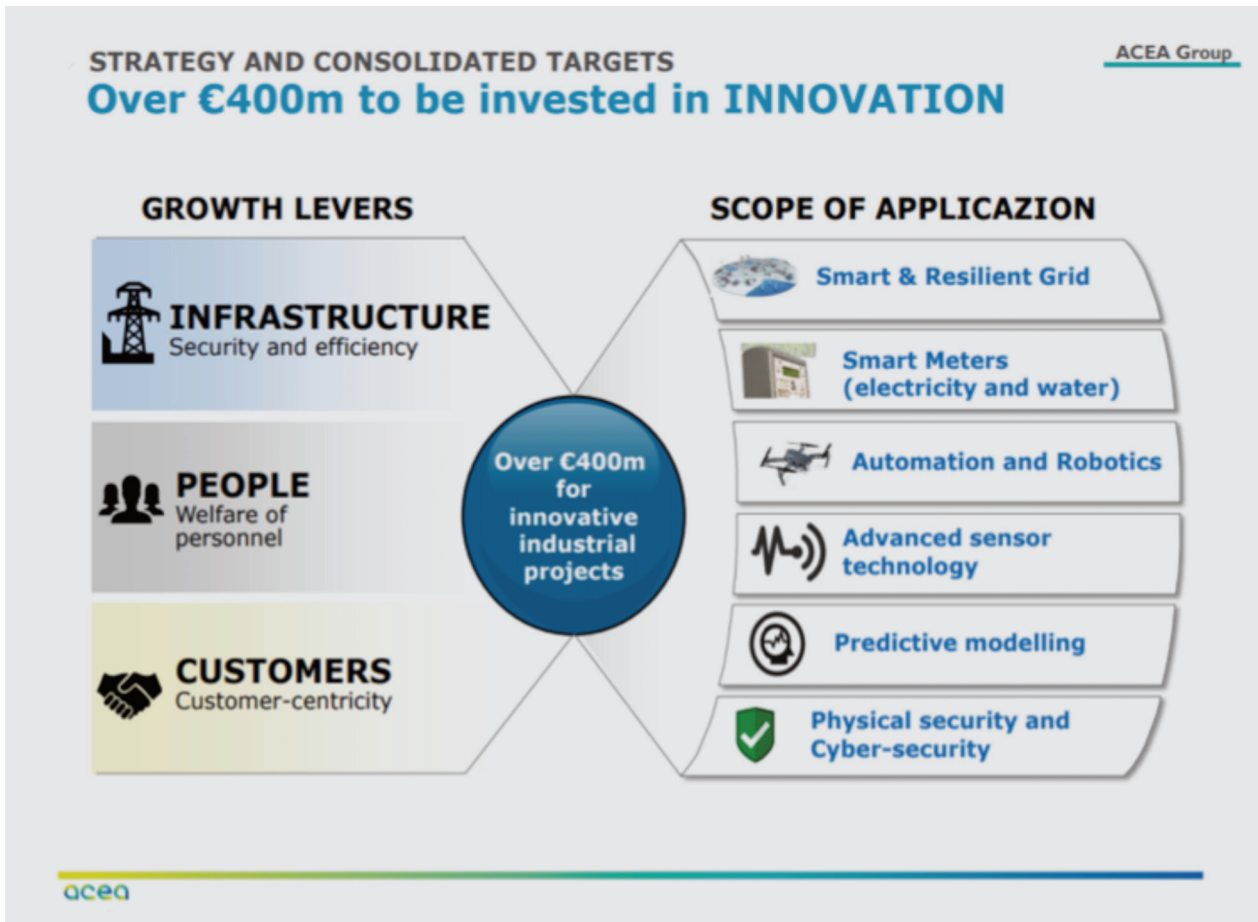 STRATEGY AND CONSOLIDATED TARGETS
ACEA Group
Over €400m to be invested in INNOVATION
GROWTH LEVERS
INFRASTRUCTURE
Security and efficiency
PEOPLE
Welfare of
personnel
CUSTOMERS
Customer-centricity
Over €400m
for
innovative
industrial
projects
SCOPE OF APPLICAZION
Smart & Resilient Grid
Smart Meters
(electricity and water)
Automation and Robotics
Advanced sensor
technology
Predictive modelling
Physical security and
Cyber-security
acea